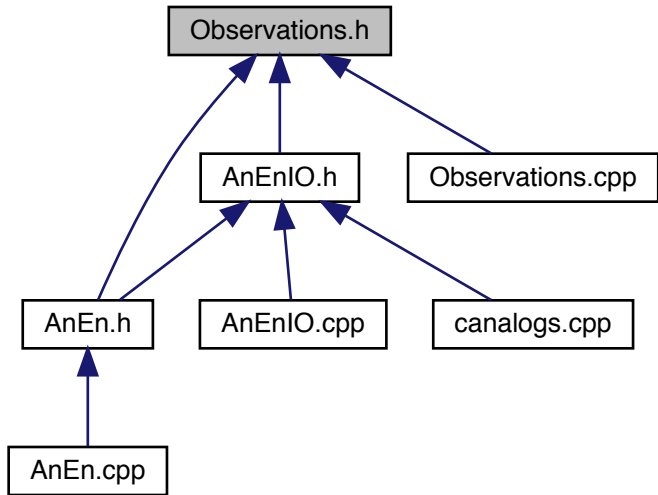 Observations.h
AnEnIO.h
Observations.cpp
AnEn.h
AnEnIO.cpp
canalogs.cpp
AnEn.cpp